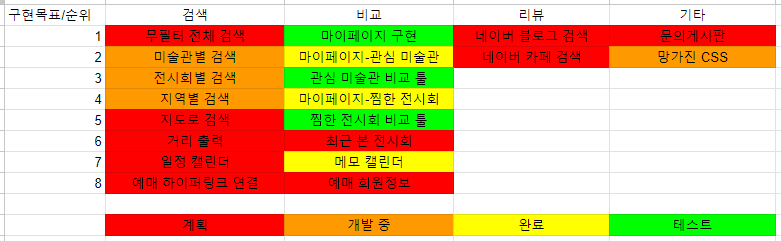 구현목표/순위 검색 비교 리뷰 기타
1 무필터 전체 검색 마이페이지 구현 네이버 블로그 검색 문의게시판
2 미술관별 검색 마이페이지-관심 미술관 네이버 카페 검색 망가진 CSS
3 전시회별 검색 관심 미술관 비교 툴
4 지역별 검색 마이페이지-찜한 전시회
5 지도로 검색 찜한 전시회 비교 툴
6 거리 출력 최근 본 전시회
7 일정 캘린더 메모 캘린더
8 예매 하이퍼링크 연결 예매 회원정보
계획 개발 중 완료 테스트